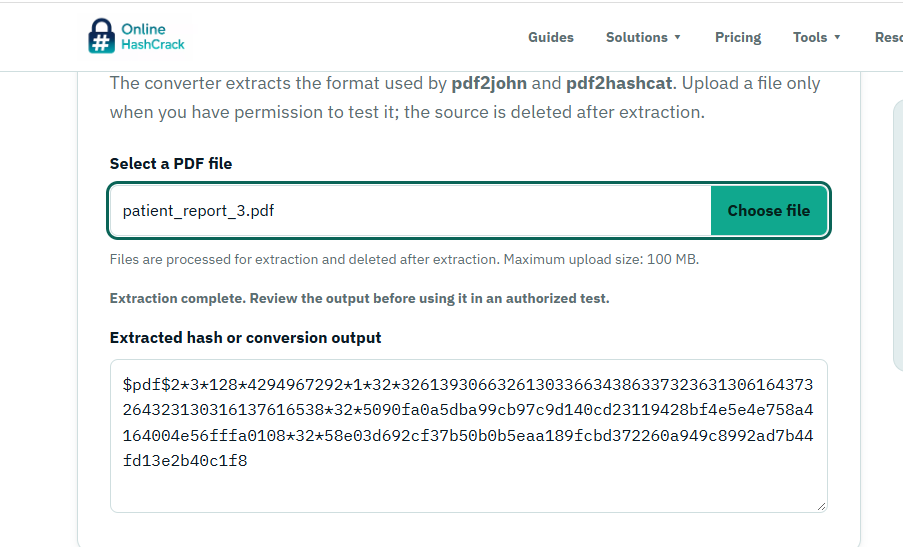 Online
HashCrack
Guides Solutions ▼ Pricing Tools ▼ Reso
The converter extracts the format used by pdf2john and pdf2hashcat. Upload a file only
when you have permission to test it; the source is deleted after extraction.
Select a PDF file
patient_report_3.pdf Choose file
Files are processed for extraction and deleted after extraction. Maximum upload size: 100 MB.
Extraction complete. Review the output before using it in an authorized test.
Extracted hash or conversion output
$pdf$2*3*128*4294967292*1*32*3261393066326130336634386337323631306164373
264323130316137616538*32*5090fa0a5dba99cb97c9d140cd23119428bf4e5e4e758a4
164004e56fffa0108*32*58e03d692cf37b50b0b5eaa189fcbd372260a949c8992ad7b44
fd13e2b40c1f8